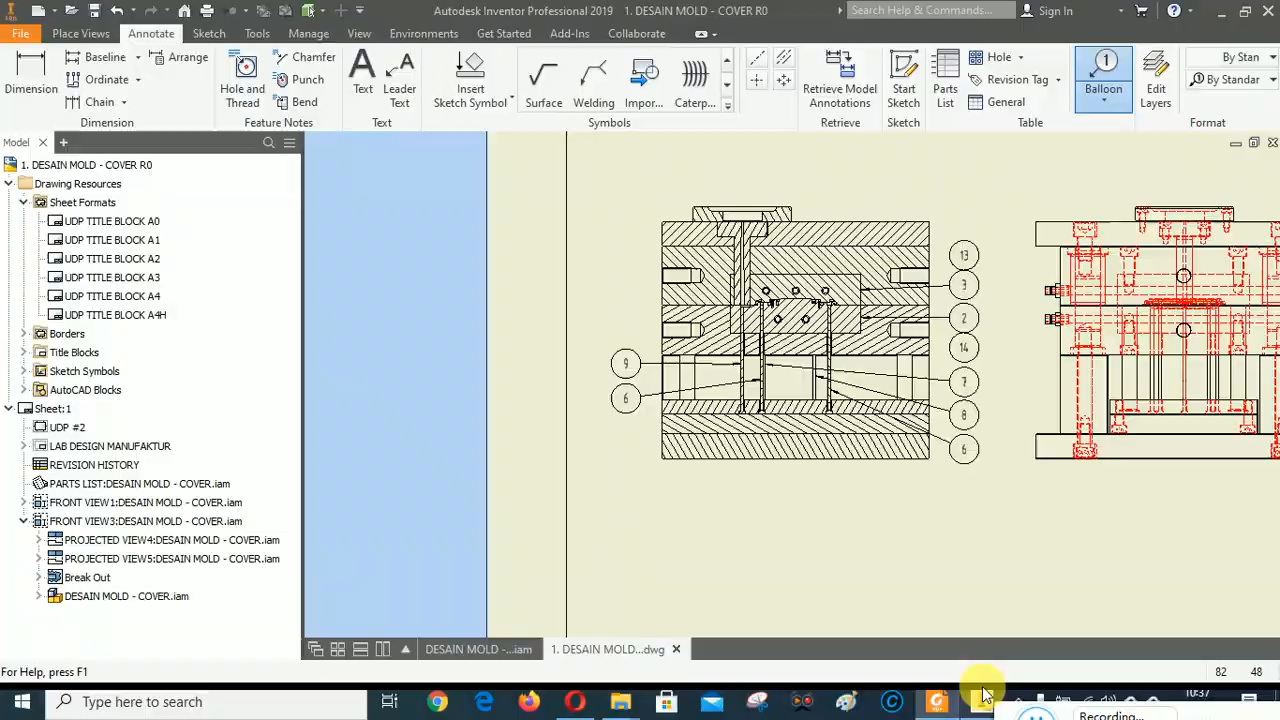 Autodesk Inventor Professional 2019 1. DESAIN MOLD - COVER R0
Search Help & Commands...
Sign In
File Place Views Annotate Sketch Tools Manage View Environments Get Started Add-Ins Collaborate
Dimension
Baseline
Arrange
Ordinate
Chain
Dimension
Hole and Thread
Chamfer
Punch
Bend
Feature Notes
Text
Leader Text
Text
Insert Sketch Symbol
Surface
Welding
Impor...
Caterp...
Symbols
Retrieve Model Annotations
Retrieve
Start Sketch
Sketch
Parts List
Hole
Revision Tag
General
Table
Balloon
Edit Layers
By Stan
By Standar
Format
Model
1. DESAIN MOLD - COVER R0
Drawing Resources
Sheet Formats
UDP TITLE BLOCK A0
UDP TITLE BLOCK A1
UDP TITLE BLOCK A2
UDP TITLE BLOCK A3
UDP TITLE BLOCK A4
UDP TITLE BLOCK A4H
Borders
Title Blocks
Sketch Symbols
AutoCAD Blocks
Sheet:1
UDP #2
LAB DESIGN MANUFAKTUR
REVISION HISTORY
PARTS LIST:DESAIN MOLD - COVER.iam
FRONT VIEW1:DESAIN MOLD - COVER.iam
FRONT VIEW3:DESAIN MOLD - COVER.iam
PROJECTED VIEW4:DESAIN MOLD - COVER.iam
PROJECTED VIEW5:DESAIN MOLD - COVER.iam
Break Out
DESAIN MOLD - COVER.iam
13
3
2
14
9
7
6
8
6
DESAIN MOLD -...iam
1. DESAIN MOLD...dwg
For Help, press F1
82 48
Type here to search
10:37
Recording...